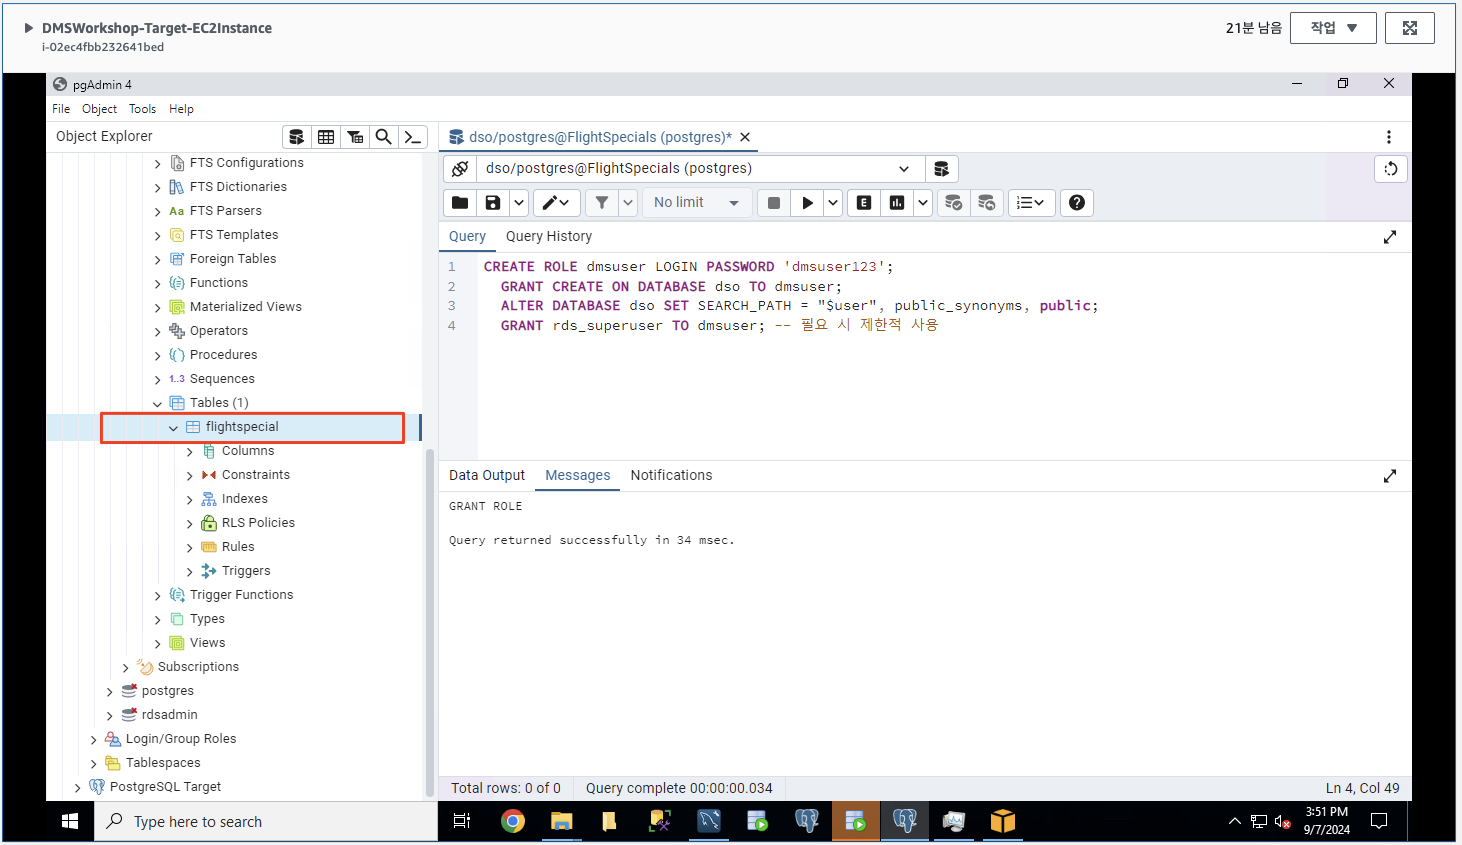 DMSWorkshop-Target-EC2Instance
i-02ec4fbb232641bed
21분 남음
작업
pgAdmin 4
File Object Tools Help
Object Explorer
FTS Configurations
FTS Dictionaries
Aa FTS Parsers
FTS Templates
Foreign Tables
Functions
Materialized Views
Operators
Procedures
1..3 Sequences
Tables (1)
flightspecial
Columns
Constraints
Indexes
RLS Policies
Rules
Triggers
Trigger Functions
Types
Views
Subscriptions
postgres
rdsadmin
Login/Group Roles
Tablespaces
PostgreSQL Target
dso/postgres@FlightSpecials (postgres)*
dso/postgres@FlightSpecials (postgres)
No limit
E
Query Query History
1 CREATE ROLE dmsuser LOGIN PASSWORD 'dmsuser123';
2 GRANT CREATE ON DATABASE dso TO dmsuser;
3 ALTER DATABASE dso SET SEARCH_PATH = "$user", public_synonyms, public;
4 GRANT rds_superuser TO dmsuser; -- 필요 시 제한적 사용
Data Output Messages Notifications
GRANT ROLE
Query returned successfully in 34 msec.
Total rows: 0 of 0 Query complete 00:00:00.034 Ln 4, Col 49
Type here to search
3:51 PM
9/7/2024